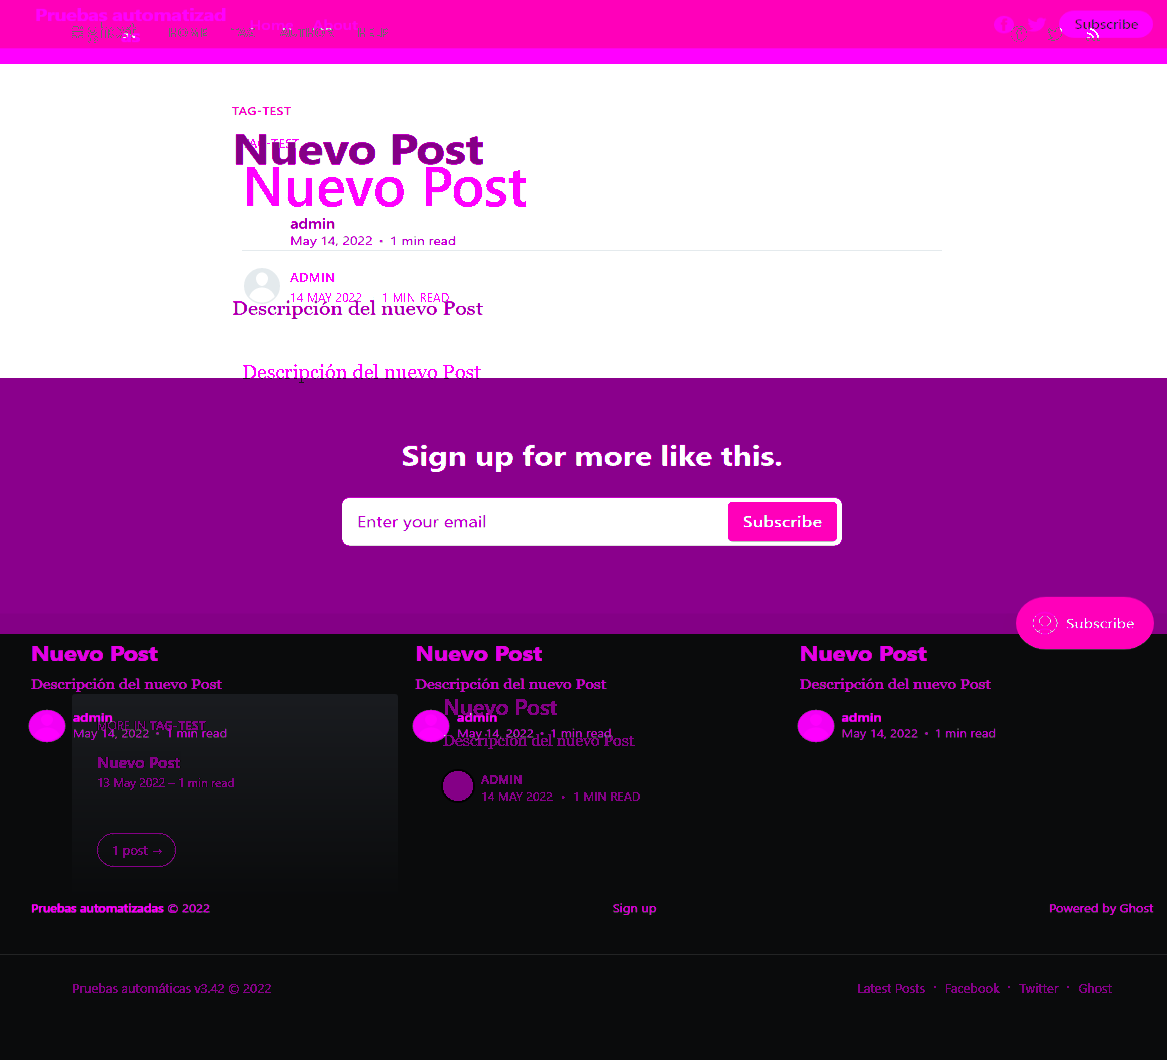 Pruebas automatizad
Home About
Subscribe
TAG-TEST
Nuevo Post
TAG-TEST
Nuevo Post
admin
May 14, 2022 • 1 min read
ADMIN
14 MAY 2022 1 MIN READ
Descripción del nuevo Post
Descripción del nuevo Post
Sign up for more like this.
Enter your email Subscribe
Subscribe
Nuevo Post Nuevo Post Nuevo Post
Descripción del nuevo Post Descripción del nuevo Post Descripción del nuevo Post
Nuevo Post
admin admin admin
MORE IN TAG-TEST
May 14, 2022 • 1 min read May 14, 2022 • 1 min read May 14, 2022 • 1 min read
Descripción del nuevo Post
Nuevo Post
13 May 2022 – 1 min read
ADMIN
14 MAY 2022 • 1 MIN READ
1 post →
Pruebas automatizadas © 2022 Sign up Powered by Ghost
Pruebas automáticas v3.42 © 2022 Latest Posts • Facebook • Twitter • Ghost